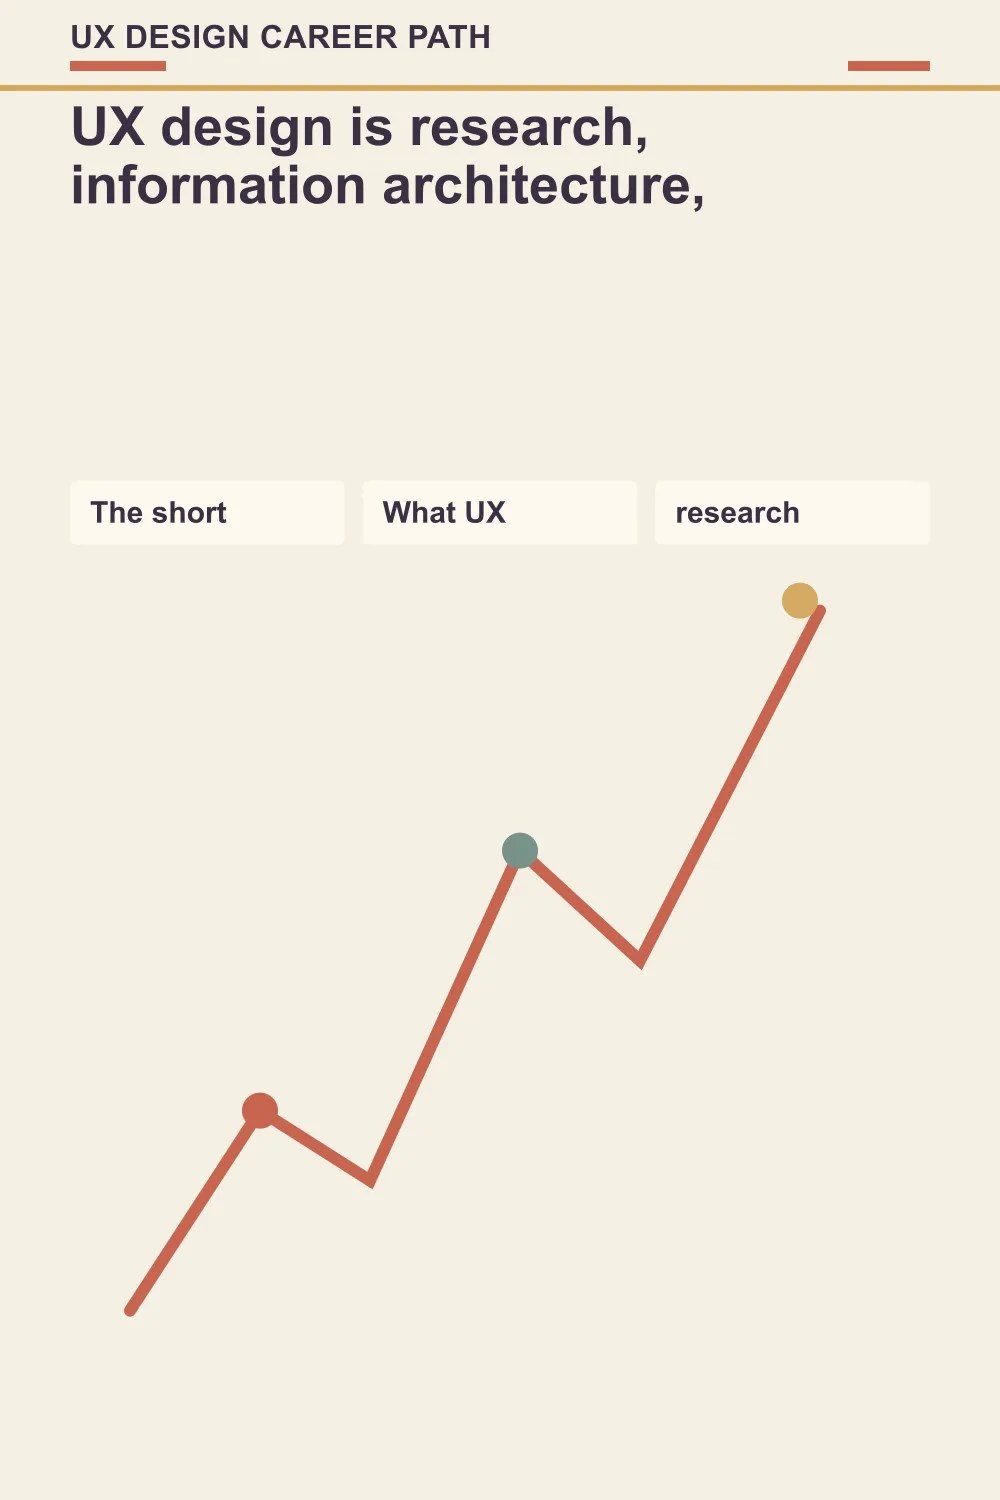 UX DESIGN CAREER PATH
UX design is research,
information architecture,
The short
What UX
research